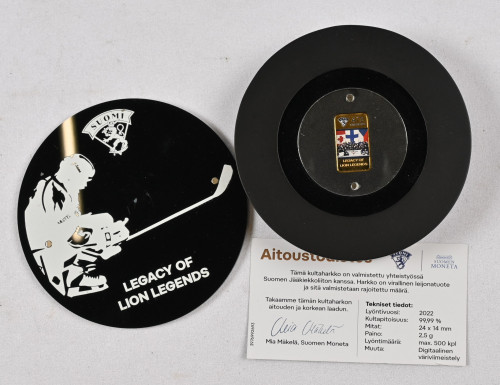 SUOMI
LEGACY OF
LION LEGENDS
LEGACY OF
LION LEGENDS
Aitoustodistus
SUOMEN
MONETA
Tämä kultaharkko on valmistettu yhteistyössä
Suomen Jääkiekkoliiton kanssa. Harkko on virallinen leijonatuote
ja sitä valmistetaan rajoitettu määrä.
Takaamme tämän kultaharkon
aitouden ja korkean laadun.
Mia Mäkelä, Suomen Moneta
Tekniset tiedot:
Lyöntivuosi: 2022
Kultapitoisuus: 99,99 %
Mitat: 24 x 14 mm
Paino: 2,5 g
Lyöntimäärä: max. 500 kpl
Muuta: Digitaalinen
väriviimeistely